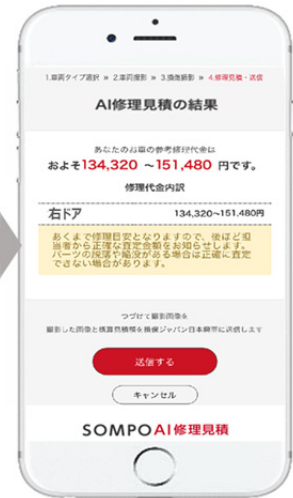 1.車両タイプ選択 » 2.車両撮影 » 3.損傷撮影 » 4.修理見積・送信
AI修理見積の結果
あなたのお車の参考修理代金は
およそ134,320 ~151,480 円です。
修理代金内訳
右ドア 134,320~151,480円
あくまで修理目安となりますので、後ほど担
当者から正確な査定金額をお知らせします。
パーツの脱落や陥没がある場合は正確に査定
できない場合があります。
つづけて撮影画像を
撮影した画像と概算見積額を損保ジャパン日本興亜に送信します
送信する
キャンセル
SOMPO AI修理見積